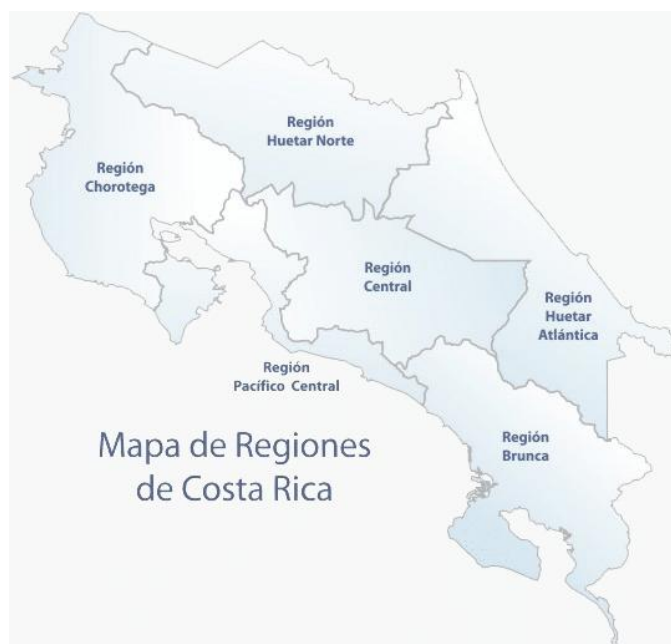 Región
Huetar Norte
Región
Chorotega
Región
Central
Región
Huetar
Atlántica
Región
Pacífico Central
Región
Brunca
Mapa de Regiones
de Costa Rica